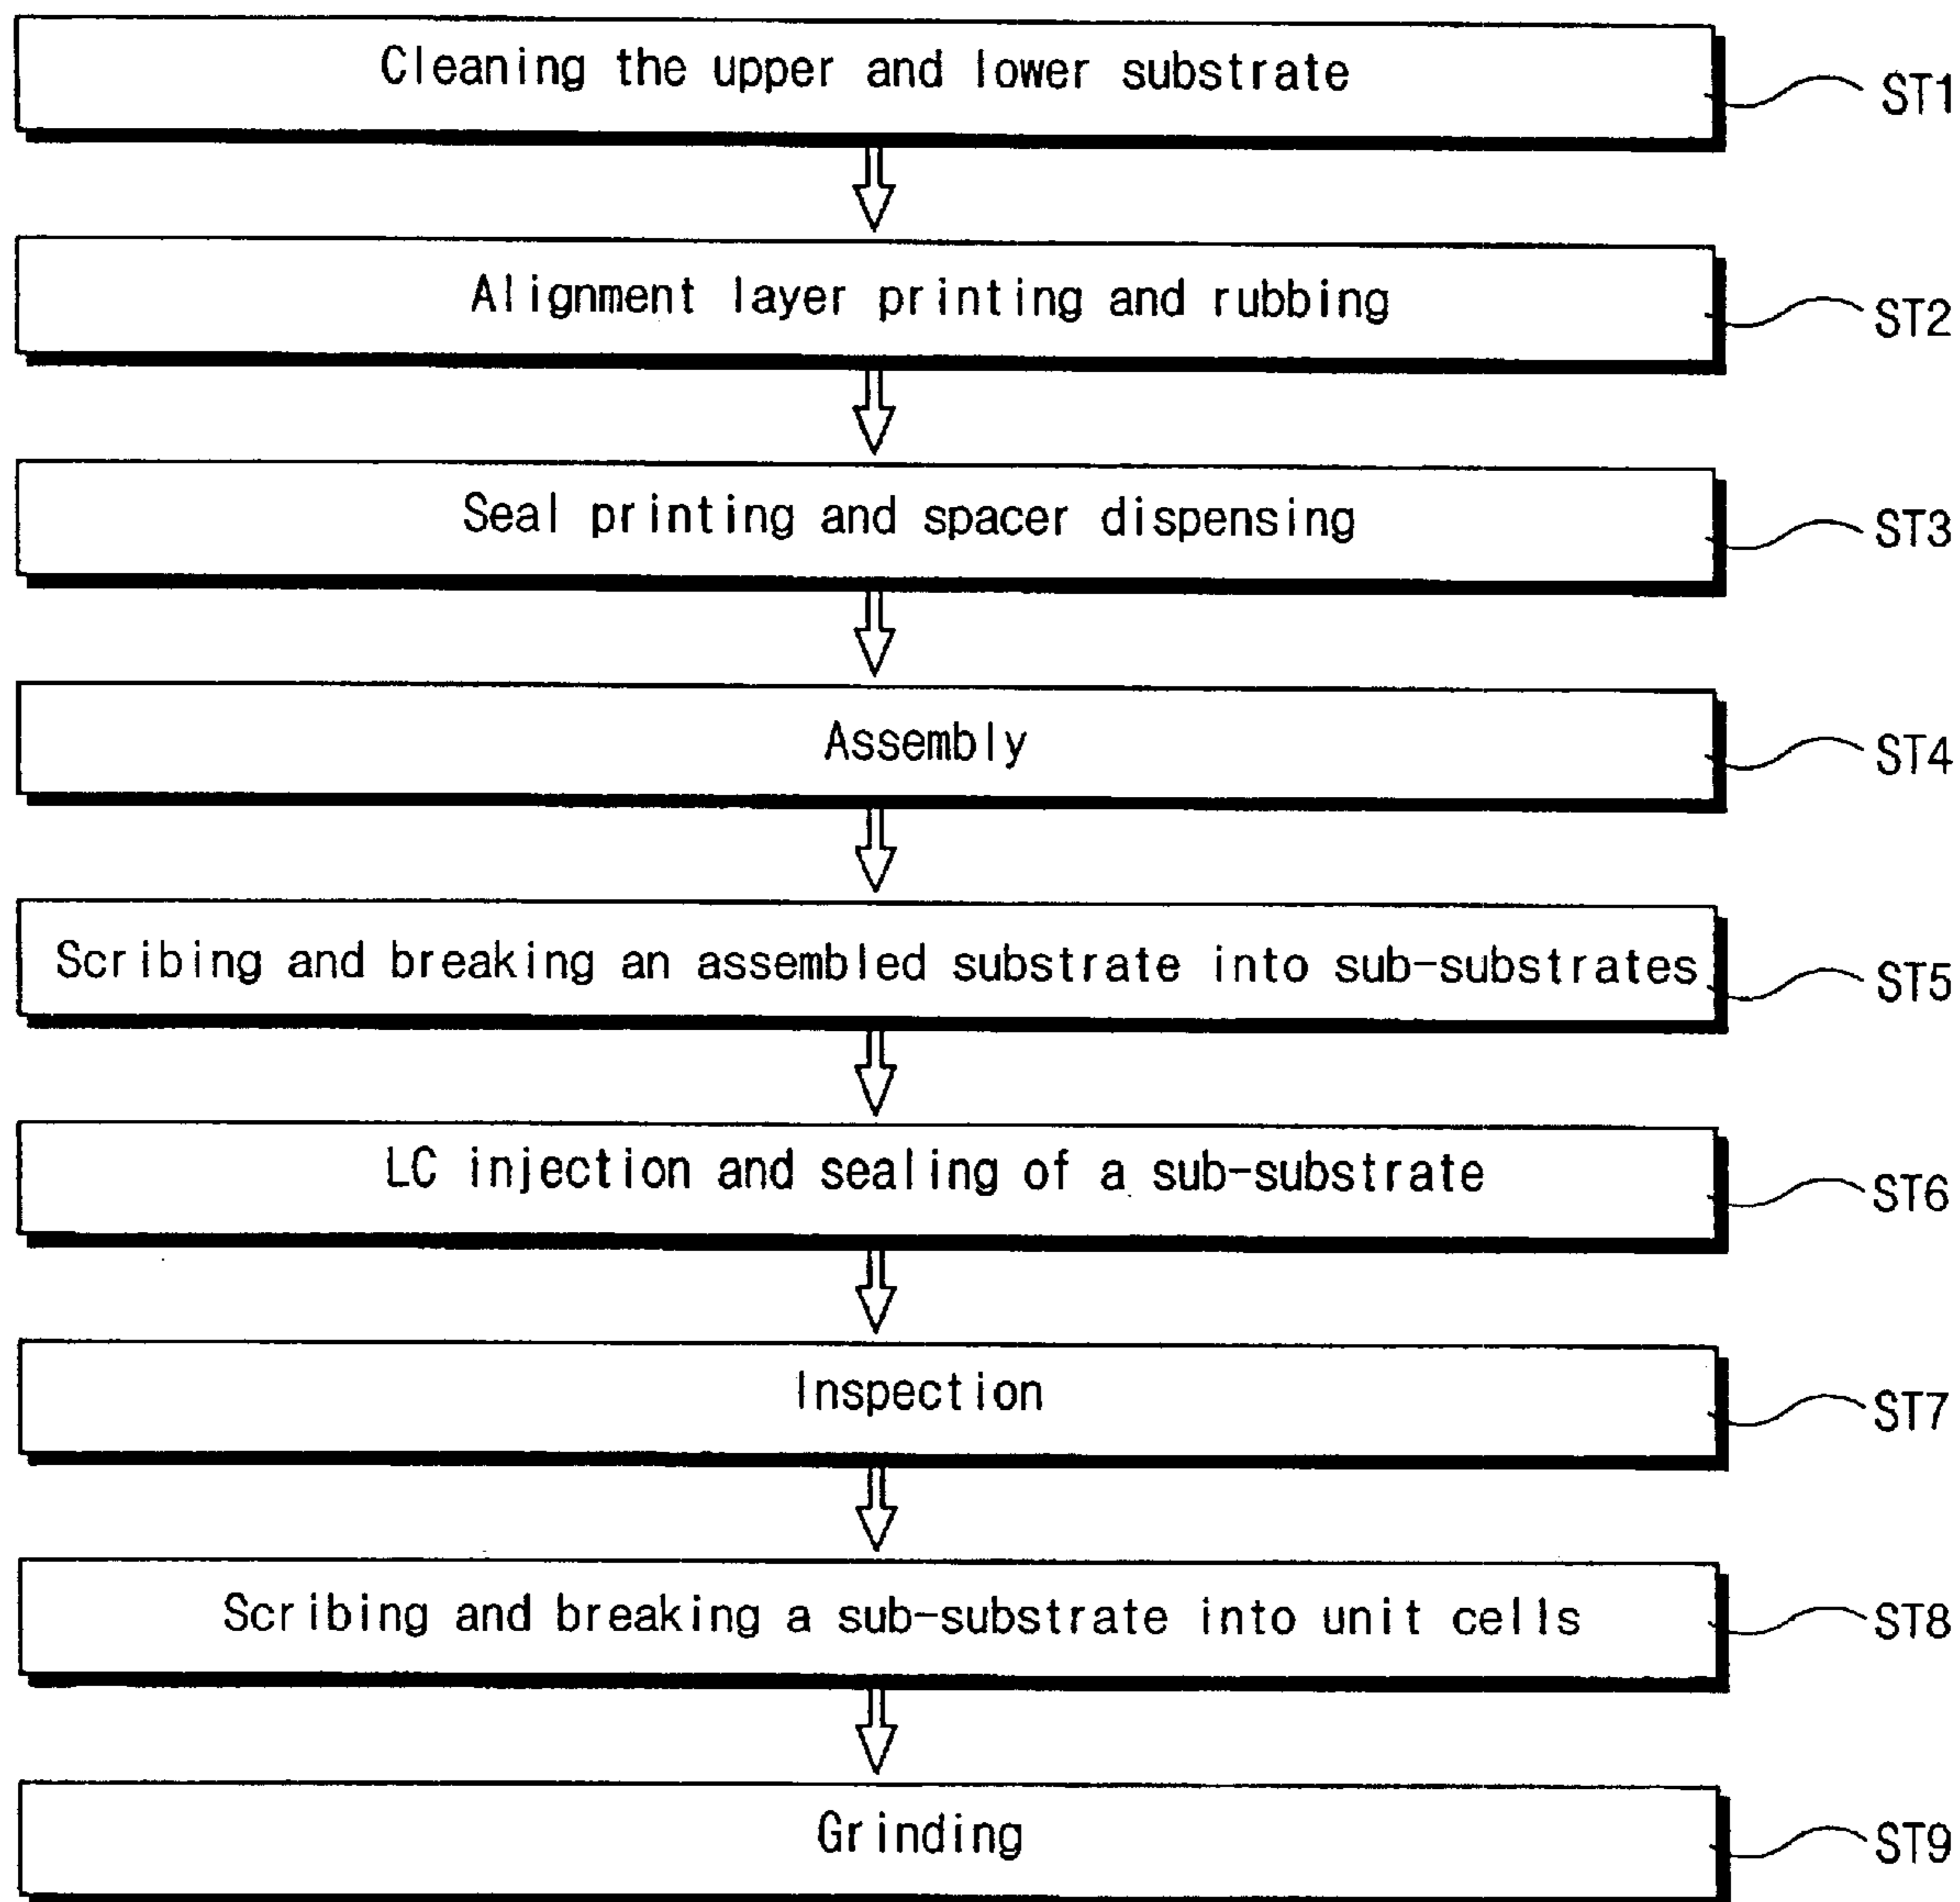 Cleaning the upper and lower substrate
ST1
Alignment layer printing and rubbing
ST2
Seal printing and spacer dispensing
ST3
Assembly
ST4
Scribing and breaking an assembled substrate into sub-substrates
ST5
LC injection and sealing of a sub-substrate
ST6
Inspection
ST7
Scribing and breaking a sub-substrate into unit cells
ST8
Grinding
ST9